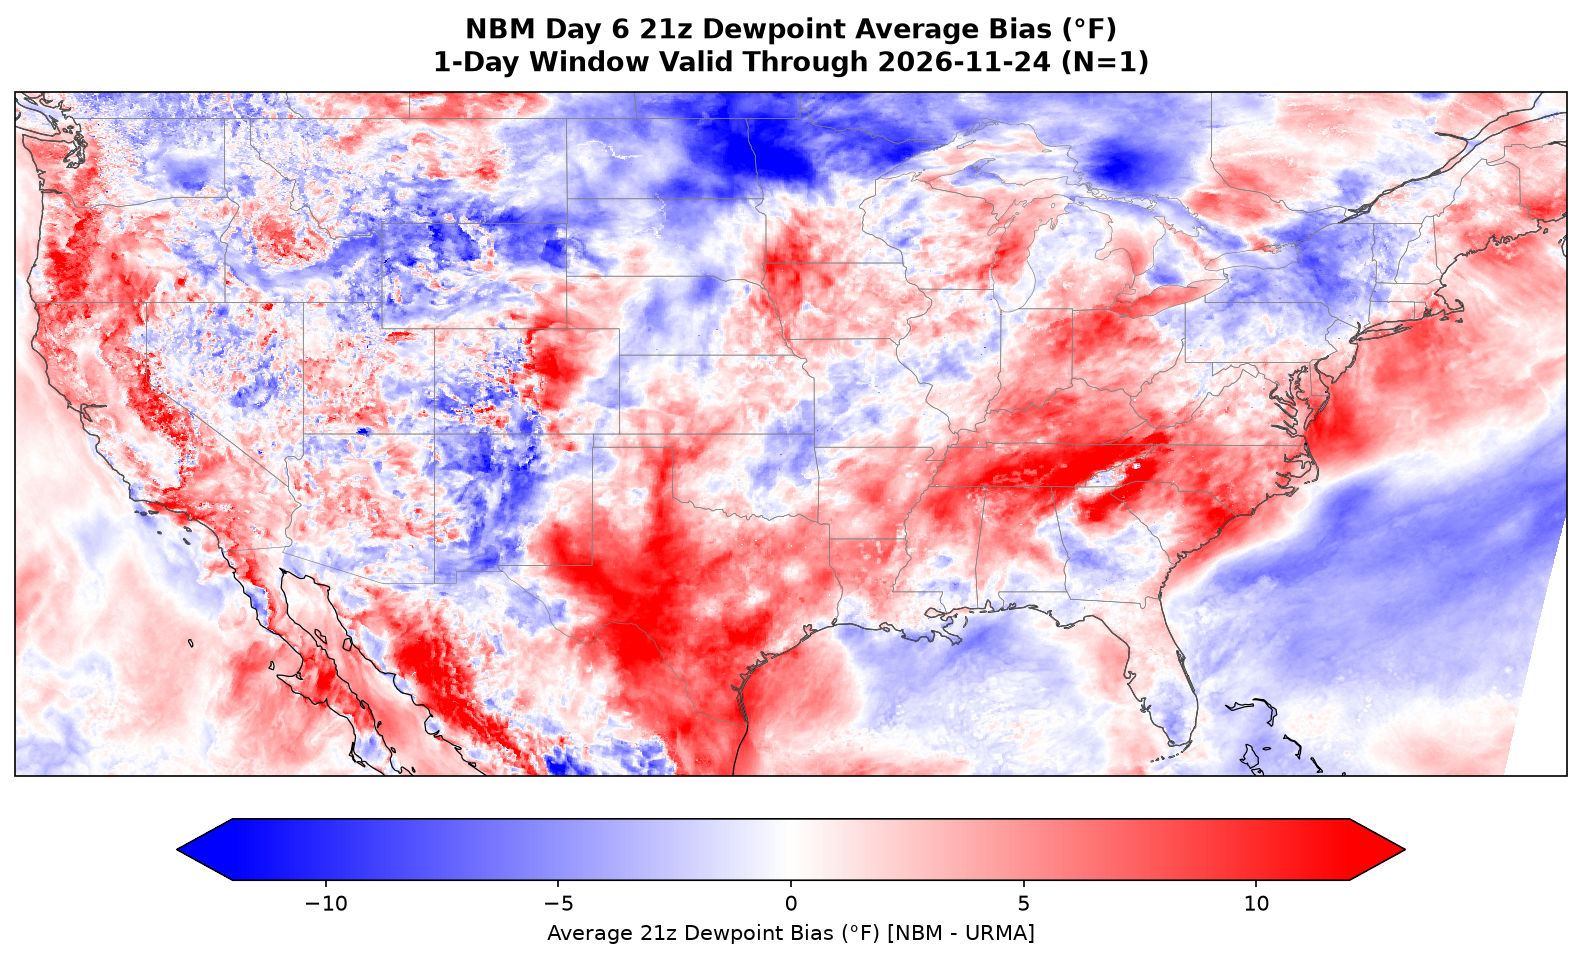 NBM Day 6 21z Dewpoint Average Bias (°F)
1-Day Window Valid Through 2026-11-24 (N=1)
−10 −5 0 5 10
Average 21z Dewpoint Bias (°F) [NBM - URMA]